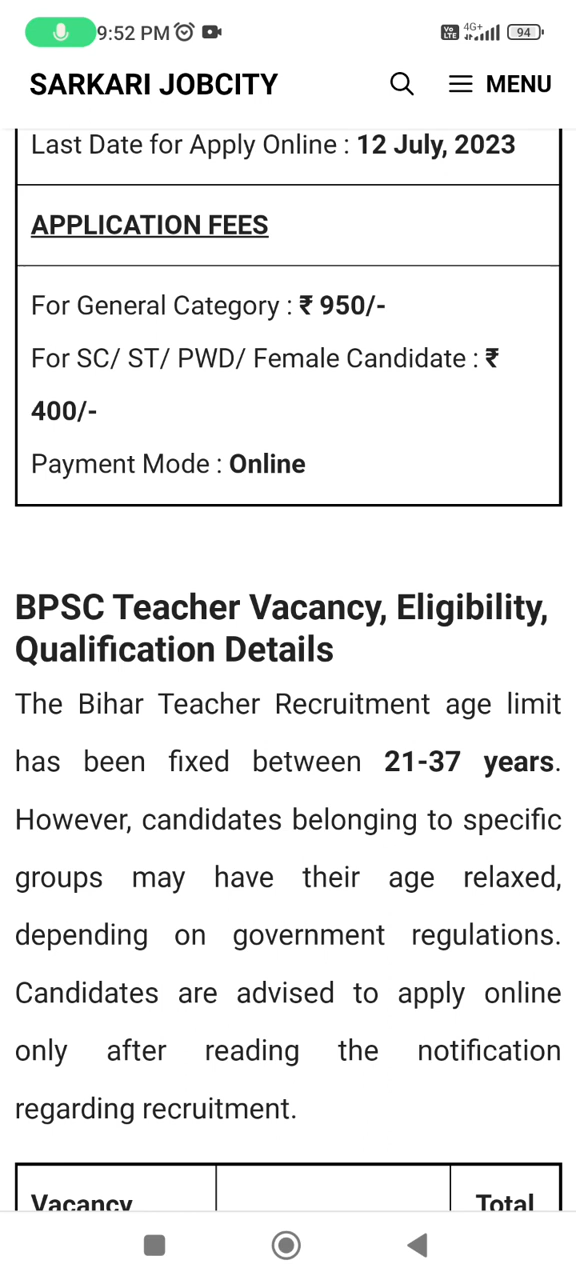 9:52 PM
Vo LTE 4G+ 94
SARKARI JOBCITY MENU
Last Date for Apply Online : 12 July, 2023
APPLICATION FEES
For General Category : ₹ 950/-
For SC/ ST/ PWD/ Female Candidate : ₹
400/-
Payment Mode : Online
BPSC Teacher Vacancy, Eligibility,
Qualification Details
The Bihar Teacher Recruitment age limit
has been fixed between 21-37 years.
However, candidates belonging to specific
groups may have their age relaxed,
depending on government regulations.
Candidates are advised to apply online
only after reading the notification
regarding recruitment.
Vacancy Total